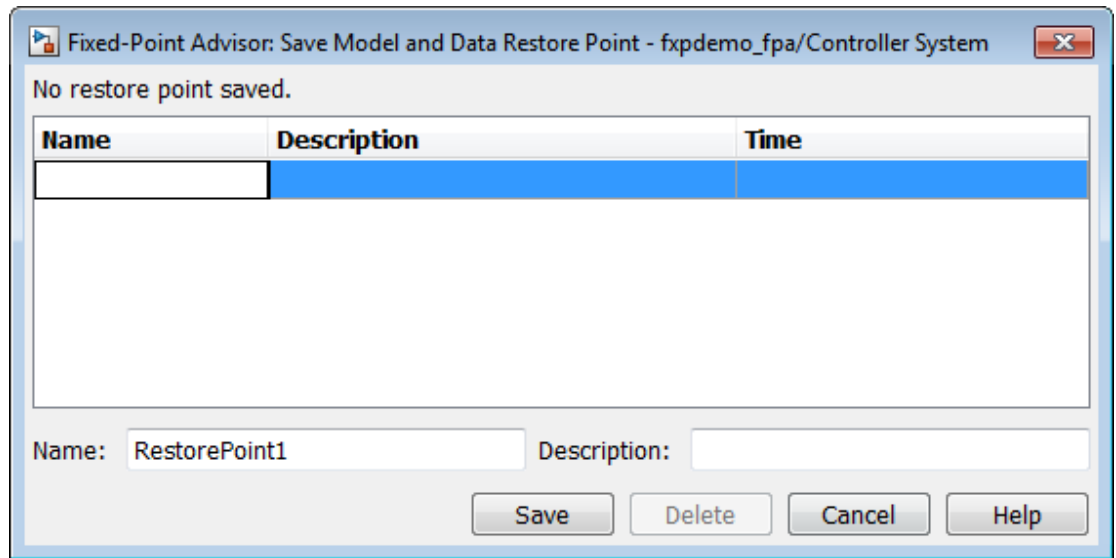 Fixed-Point Advisor: Save Model and Data Restore Point - fxpdemo_fpa/Controller System
No restore point saved.
Name Description Time
Name: RestorePoint1 Description:
Save Delete Cancel Help